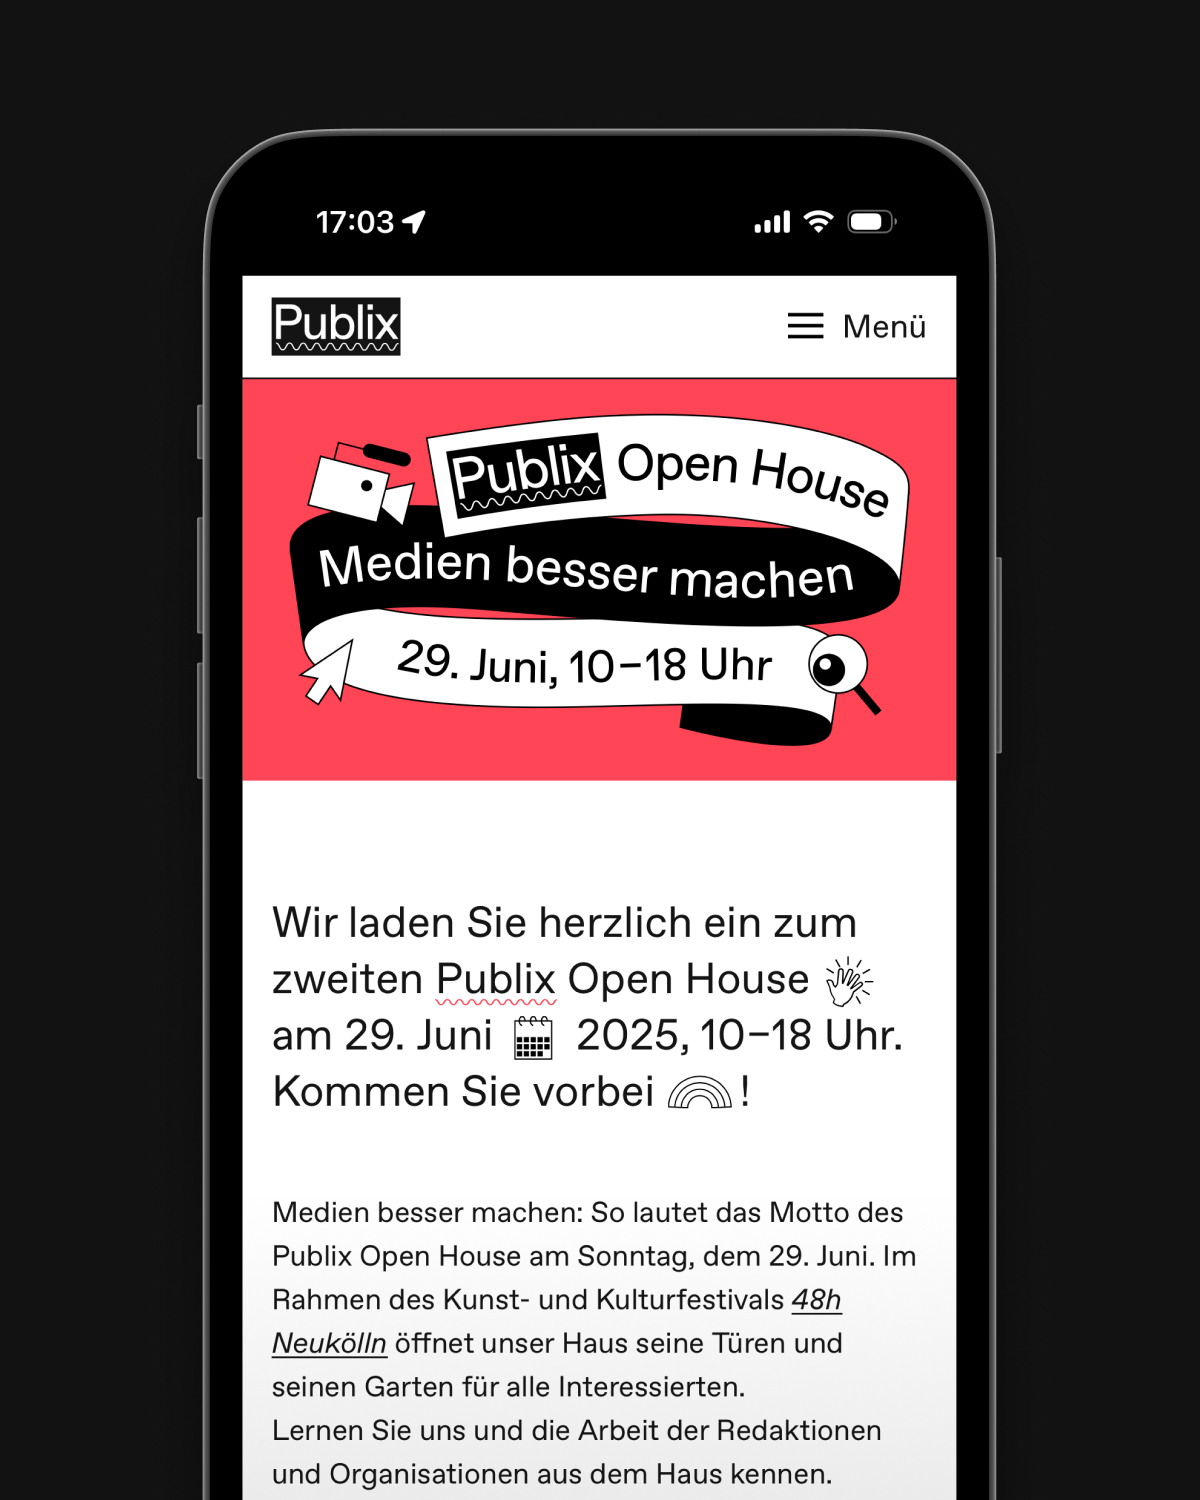 17:03
Publix
Menü
Publix Open House
Medien besser machen
29. Juni, 10–18 Uhr
Wir laden Sie herzlich ein zum
zweiten Publix Open House
am 29. Juni 2025, 10–18 Uhr.
Kommen Sie vorbei !
Medien besser machen: So lautet das Motto des
Publix Open House am Sonntag, dem 29. Juni. Im
Rahmen des Kunst- und Kulturfestivals 48h
Neukölln öffnet unser Haus seine Türen und
seinen Garten für alle Interessierten.
Lernen Sie uns und die Arbeit der Redaktionen
und Organisationen aus dem Haus kennen.